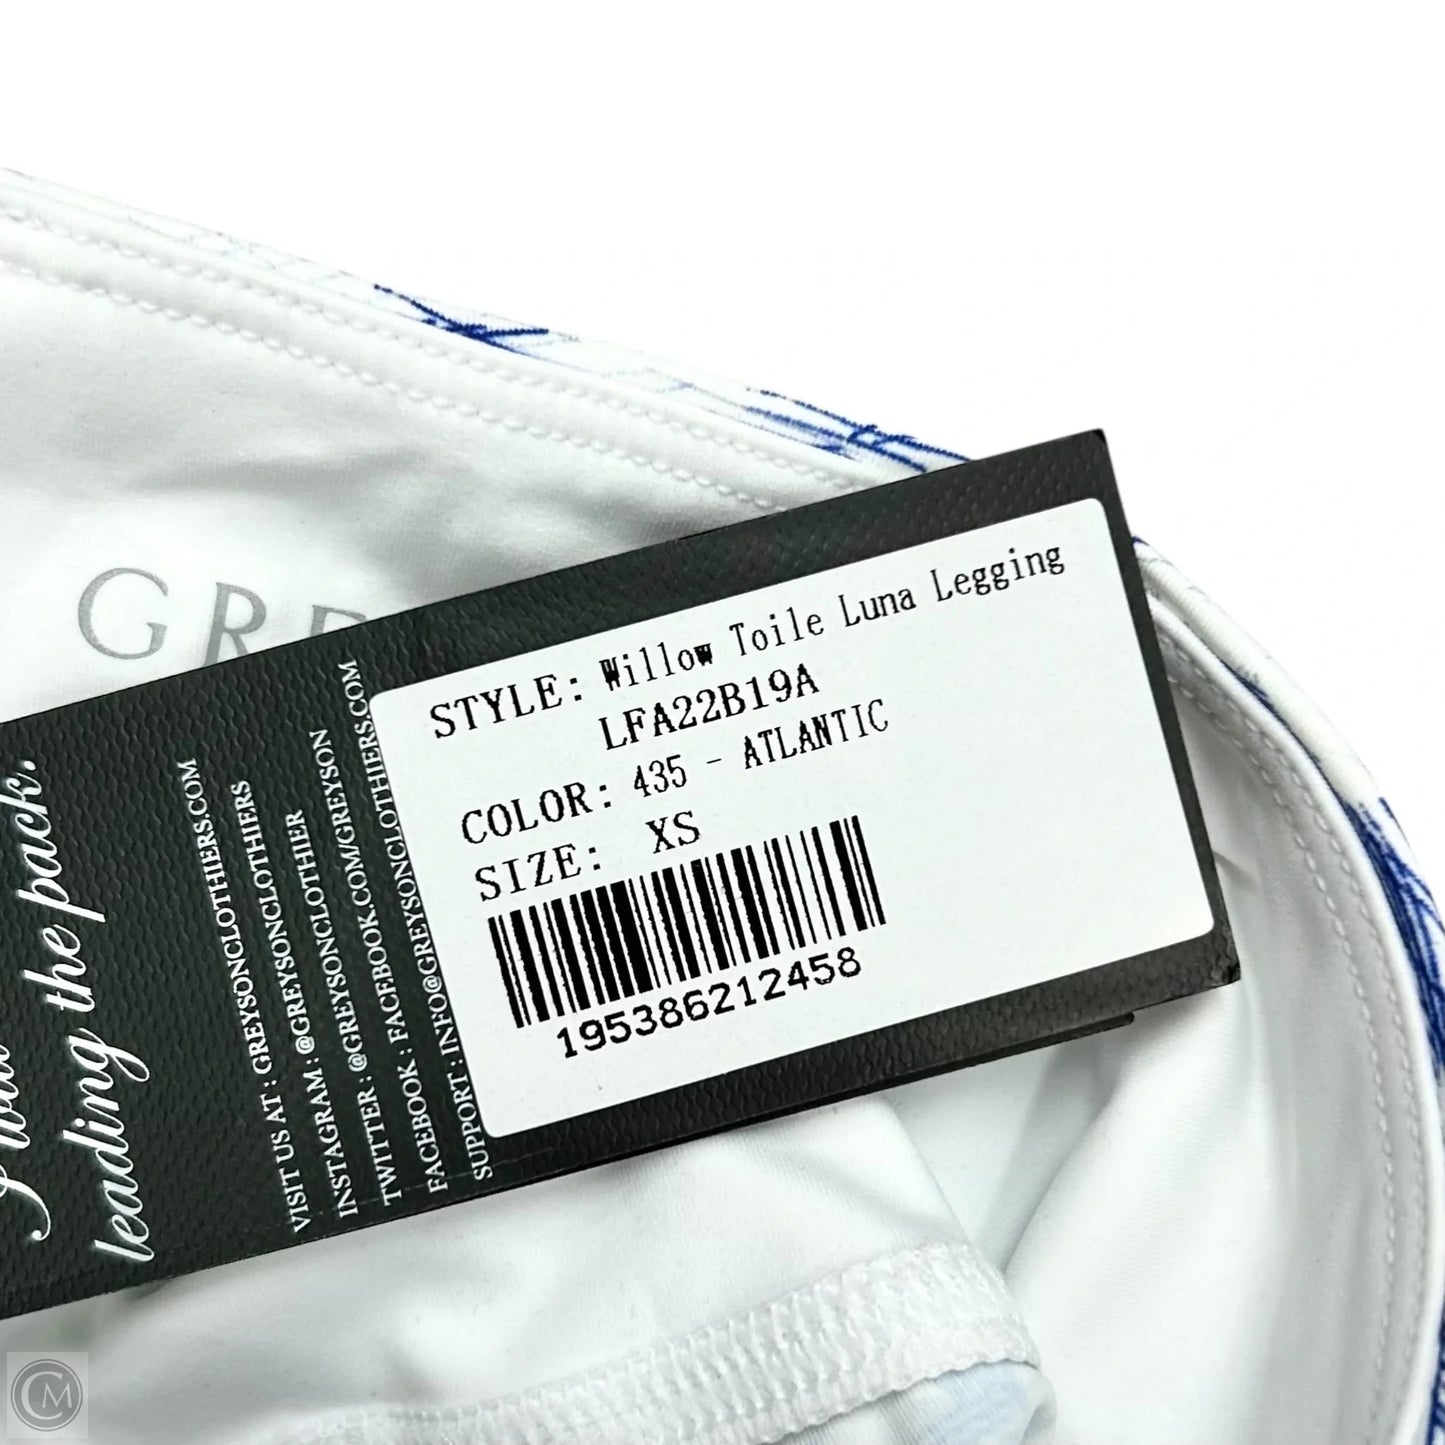 GRE
STYLE: Willow Toile Luna Legging
LFA22B19A
COLOR: 435 - ATLANTIC
SIZE: XS
195386212458
leading the pack.
VISIT US AT : GREYSONCLOTHIERS.COM
INSTAGRAM : @GREYSONCLOTHIERS
TWITTER : @GREYSONCLOTHIER
FACEBOOK : FACEBOOK.COM/GREYSON
SUPPORT : INFO@GREYSONCLOTHIERS.COM
CM